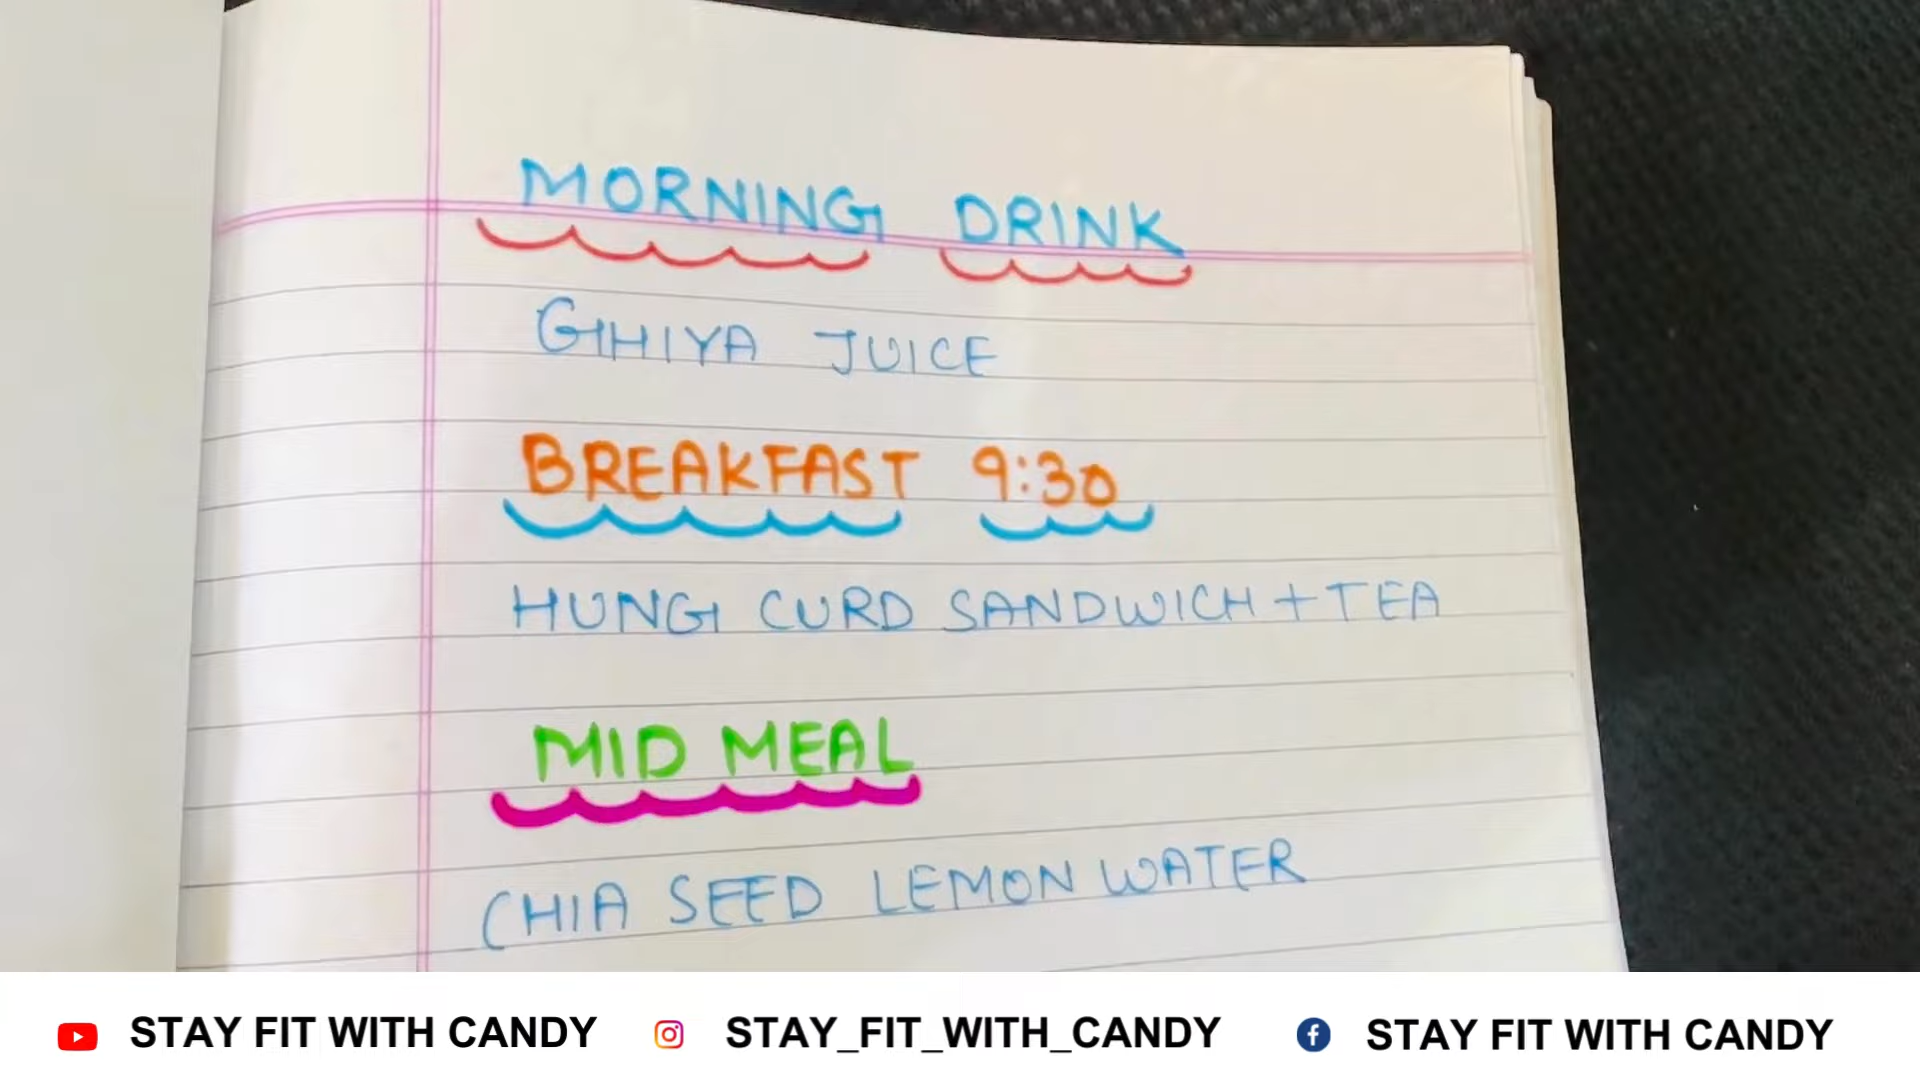 MORNING DRINK
GHIYA JUICE
BREAKFAST 9:30
HUNG CURD SANDWICH + TEA
MID MEAL
CHIA SEED LEMON WATER
STAY FIT WITH CANDY STAY_FIT_WITH_CANDY STAY FIT WITH CANDY